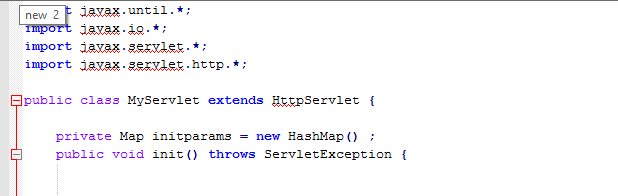 new 2
import javax.until.*;
import javax.io.*;
import javax.servlet.*;
import javax.servlet.http.*;
public class MyServlet extends HttpServlet {
private Map initparams = new HashMap() ;
public void init() throws ServletException {